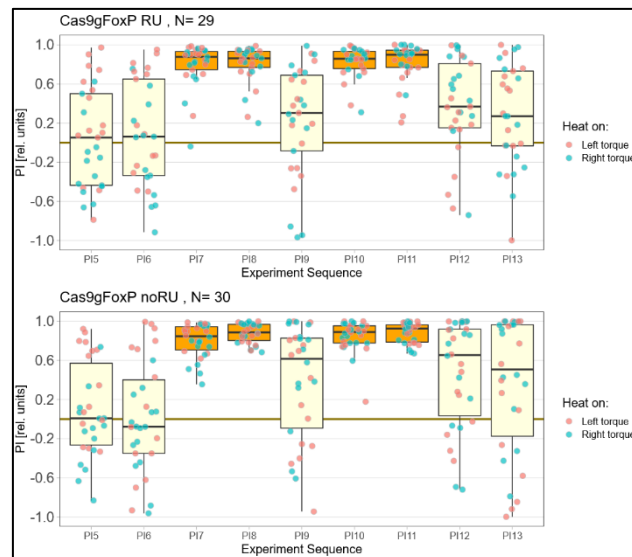 Cas9gFoxP RU , N= 29
PI [rel. units]
1.0
0.6
0.2
-0.2
-0.6
-1.0
PI5 PI6 PI7 PI8 PI9 PI10 PI11 PI12 PI13
Experiment Sequence
Heat on:
Left torque
Right torque
Cas9gFoxP noRU , N= 30
PI [rel. units]
1.0
0.6
0.2
-0.2
-0.6
-1.0
PI5 PI6 PI7 PI8 PI9 PI10 PI11 PI12 PI13
Experiment Sequence
Heat on:
Left torque
Right torque